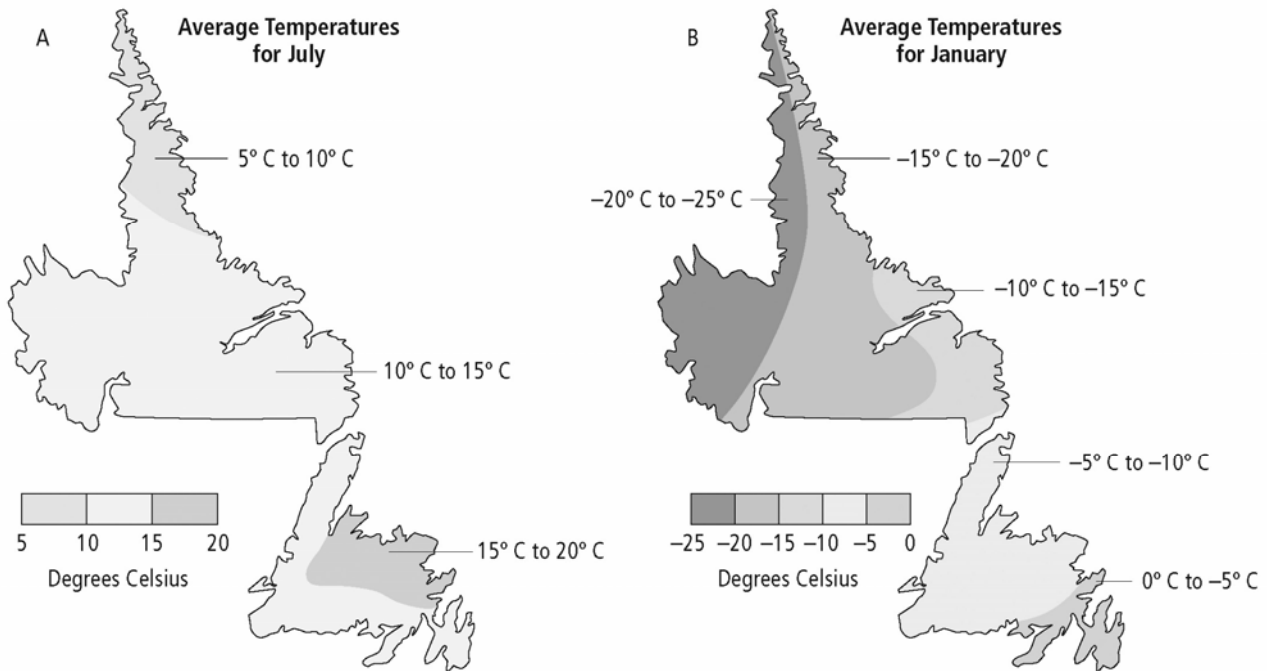 A
Average Temperatures
for July
5° C to 10° C
10° C to 15° C
15° C to 20° C
5 10 15 20
Degrees Celsius
B
Average Temperatures
for January
–15° C to –20° C
–20° C to –25° C
–10° C to –15° C
–5° C to –10° C
0° C to –5° C
–25 –20 –15 –10 –5 0
Degrees Celsius